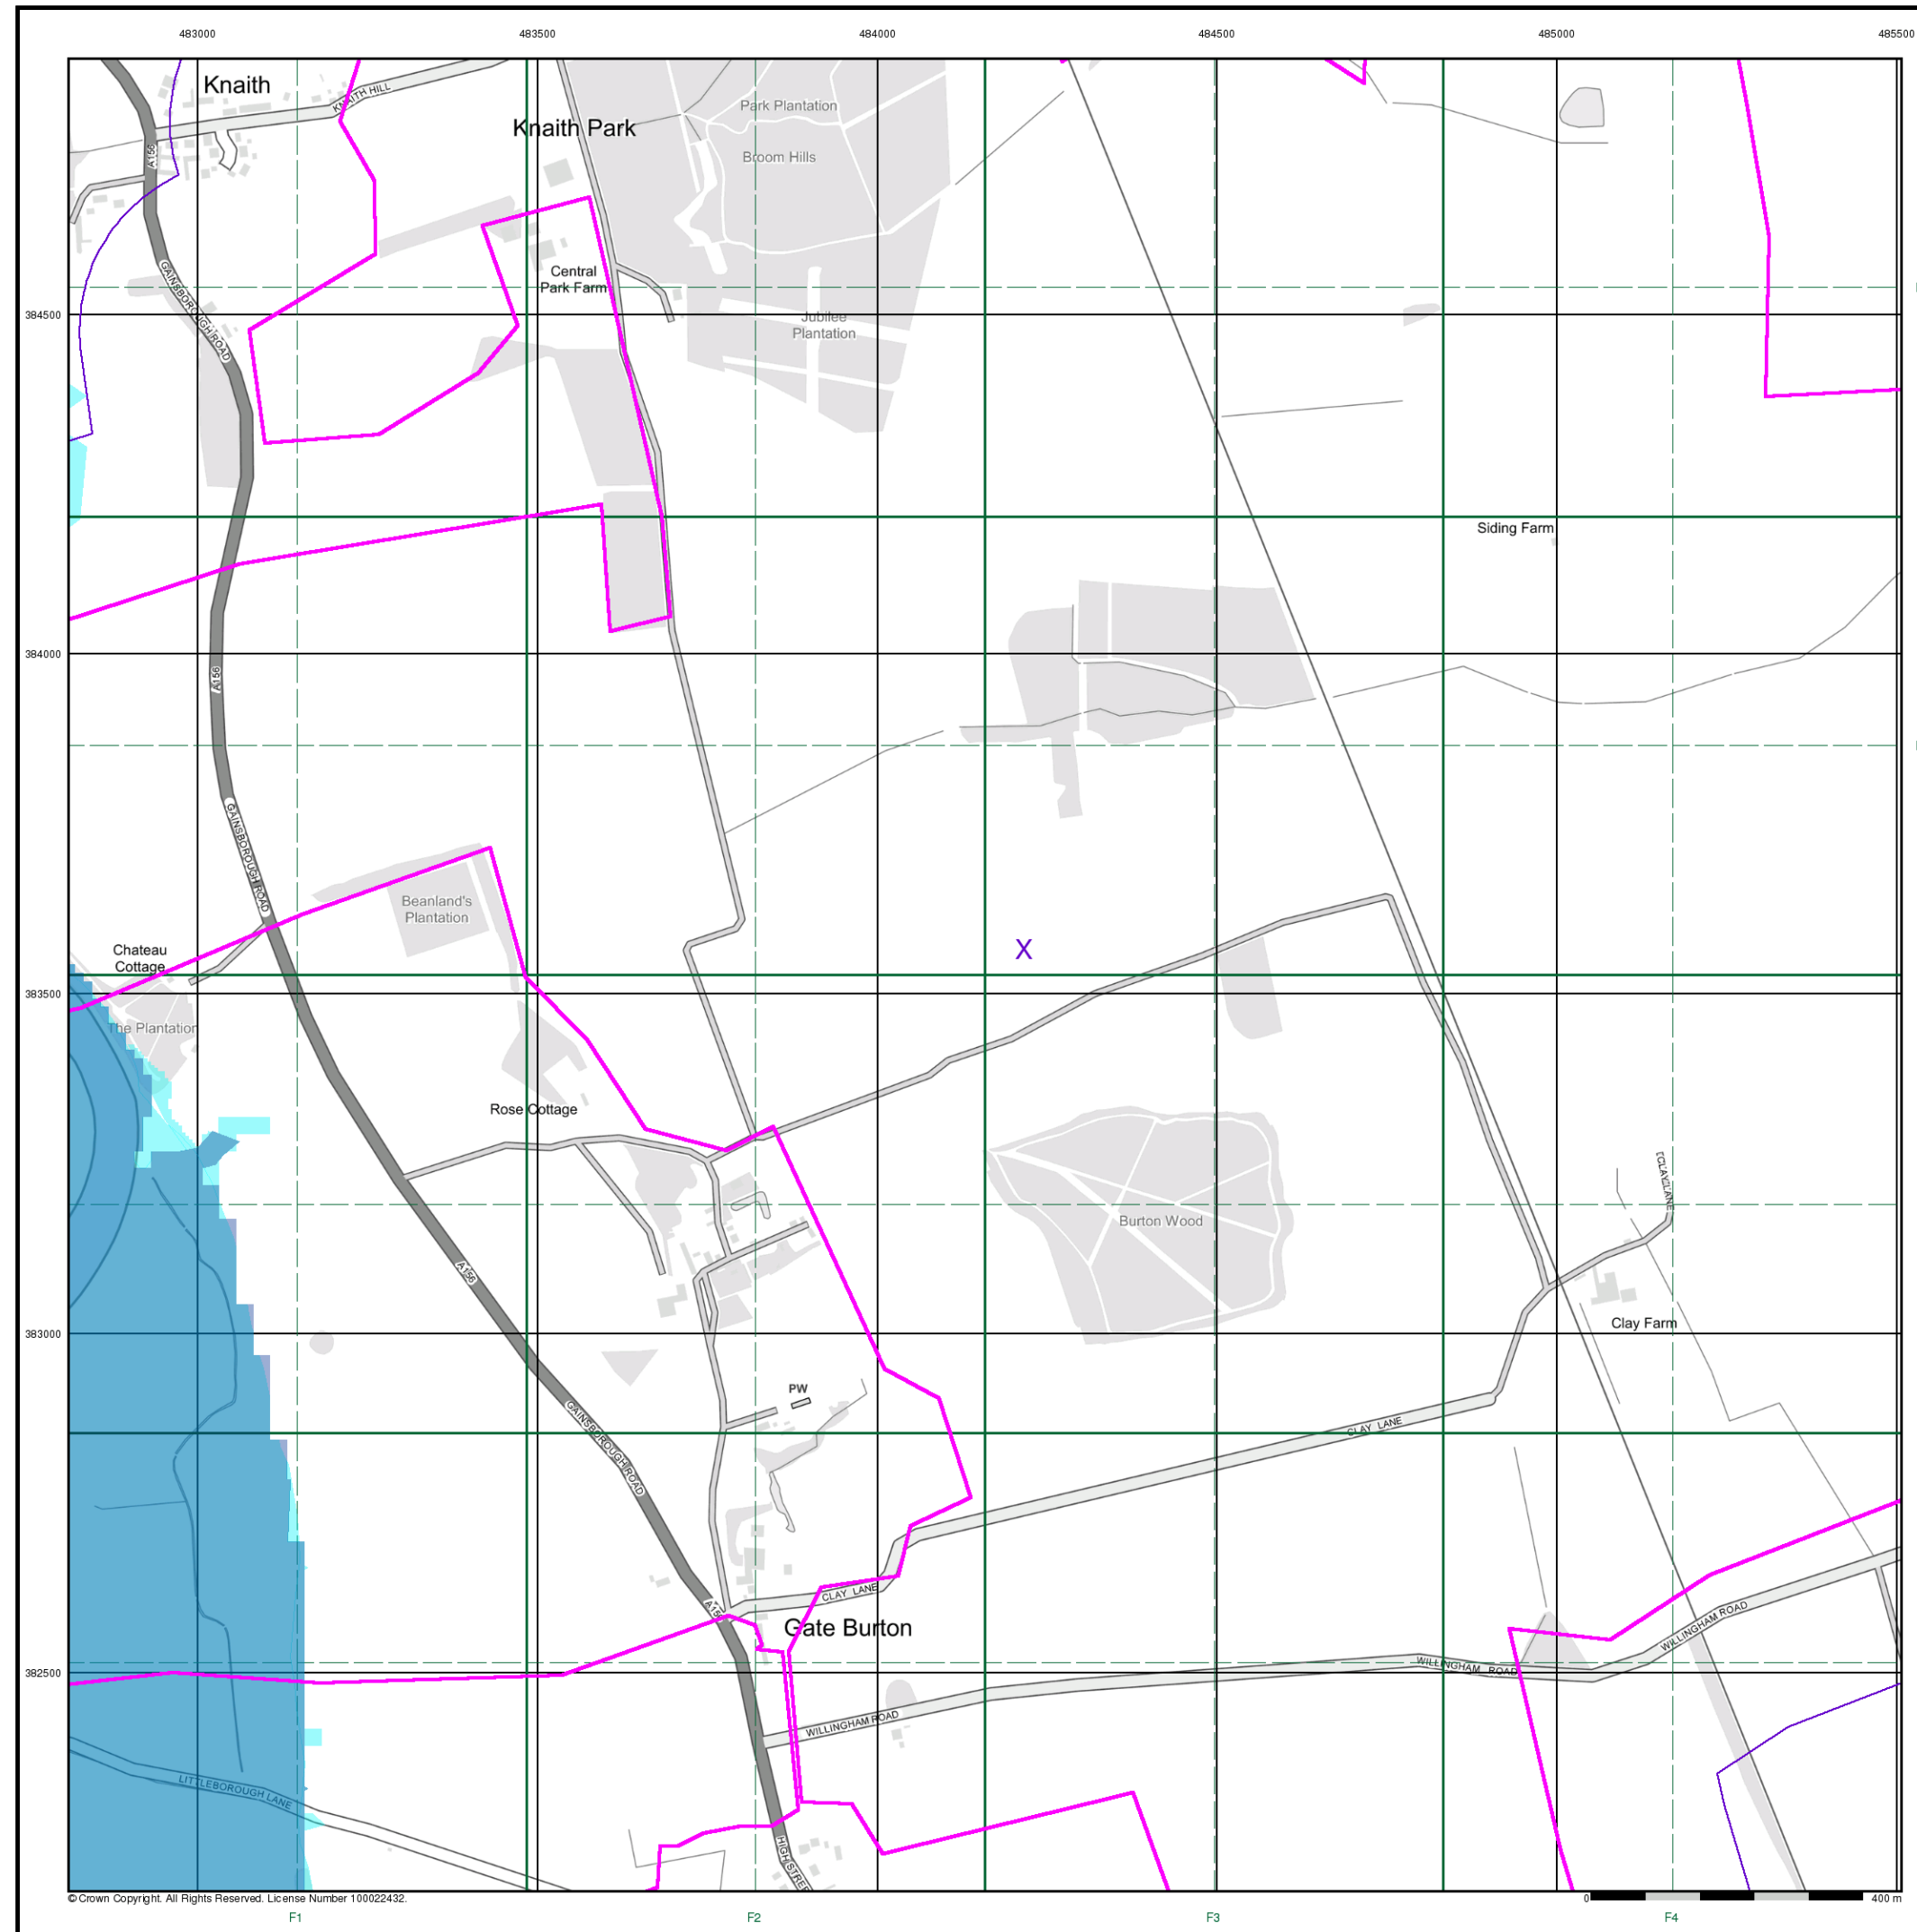 483000 483500 484000 484500 485000 485500
Knaith
KNAITH HILL
Park Plantation
Knaith Park
A156
Broom Hills
GAINSBOROUGH ROAD
Central
Park Farm
384500
Jubilee
Plantation
Siding Farm
384000
A156
GAINSBOROUGH ROAD
Beanland's
Plantation
Chateau
Cottage
X
383500
The Plantation
Rose Cottage
CLAY LANE
Burton Wood
A156
383000
Clay Farm
PW
GAINSBOROUGH ROAD
CLAY LANE
CLAY LANE
Gate Burton
WILLINGHAM ROAD
382500
WILLINGHAM ROAD
WILLINGHAM ROAD
LITTLEBOROUGH LANE
©Crown Copyright. All Rights Reserved. License Number 100022432.
0 400 m
F1 F2 F3 F4